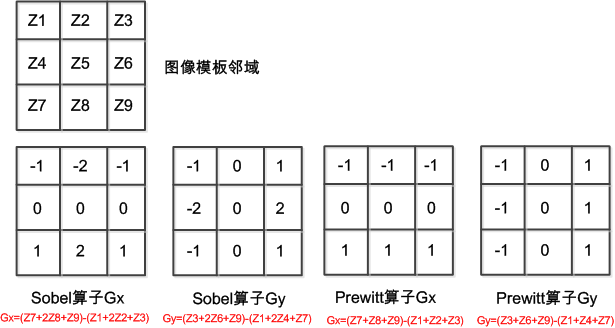 Z1 Z2 Z3
Z4 Z5 Z6
图像模板邻域
Z7 Z8 Z9
-1 -2 -1
0 0 0
1 2 1
Sobel算子Gx
Gx=(Z7+2Z8+Z9)-(Z1+2Z2+Z3)
-1 0 1
-2 0 2
-1 0 1
Sobel算子Gy
Gy=(Z3+2Z6+Z9)-(Z1+2Z4+Z7)
-1 -1 -1
0 0 0
1 1 1
Prewitt算子Gx
Gx=(Z7+Z8+Z9)-(Z1+Z2+Z3)
-1 0 1
-1 0 1
-1 0 1
Prewitt算子Gy
Gy=(Z3+Z6+Z9)-(Z1+Z4+Z7)